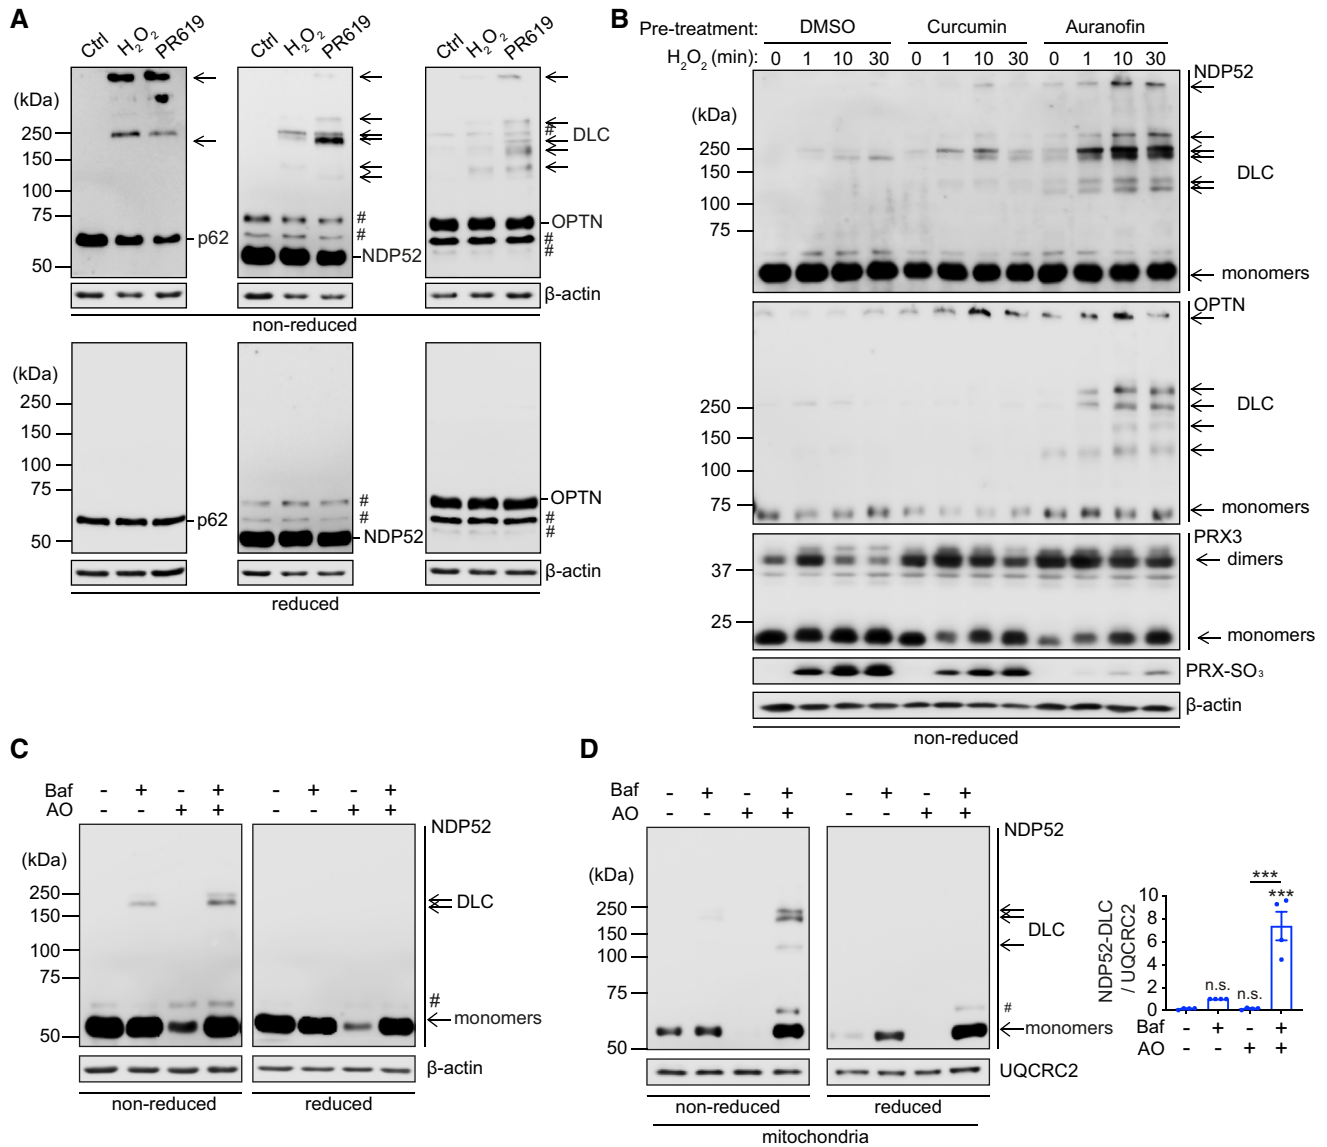 A
Ctrl H₂O₂ PR619 Ctrl H₂O₂ PR619 Ctrl H₂O₂ PR619
(kDa)
250
150
100
75
50
p62
#
#
NDP52
#
DLC
OPTN
#
#
β-actin
non-reduced
(kDa)
250
150
100
75
50
p62
#
#
NDP52
OPTN
#
#
β-actin
reduced
B
Pre-treatment: DMSO Curcumin Auranofin
H₂O₂ (min): 0 1 10 30 0 1 10 30 0 1 10 30
NDP52
(kDa)
250
150
100
75
DLC
monomers
OPTN
250
150
100
75
DLC
monomers
PRX3
37
25
dimers
monomers
PRX-SO₃
β-actin
non-reduced
C
Baf - + - + - + - +
AO - - + + - - + +
NDP52
(kDa)
250
150
100
75
50
DLC
#
monomers
β-actin
non-reduced reduced
D
Baf - + - + - + - +
AO - - + + - - + +
NDP52
(kDa)
250
150
100
75
50
DLC
#
monomers
UQCRC2
non-reduced reduced
mitochondria
NDP52-DLC
/ UQCRC2
10
8
6
4
2
0
n.s. n.s. *** ***
Baf - + - +
AO - - + +